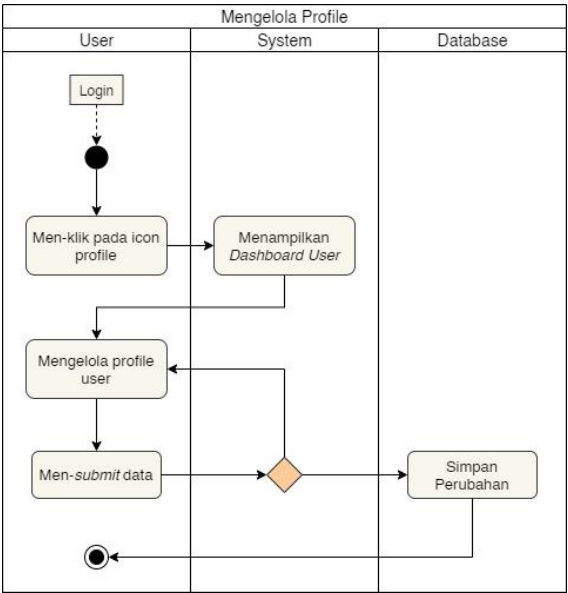 Mengelola Profile
User
System
Database
Login
Men-klik pada icon
profile
Menampilkan
Dashboard User
Mengelola profile
user
Men-submit data
Simpan
Perubahan